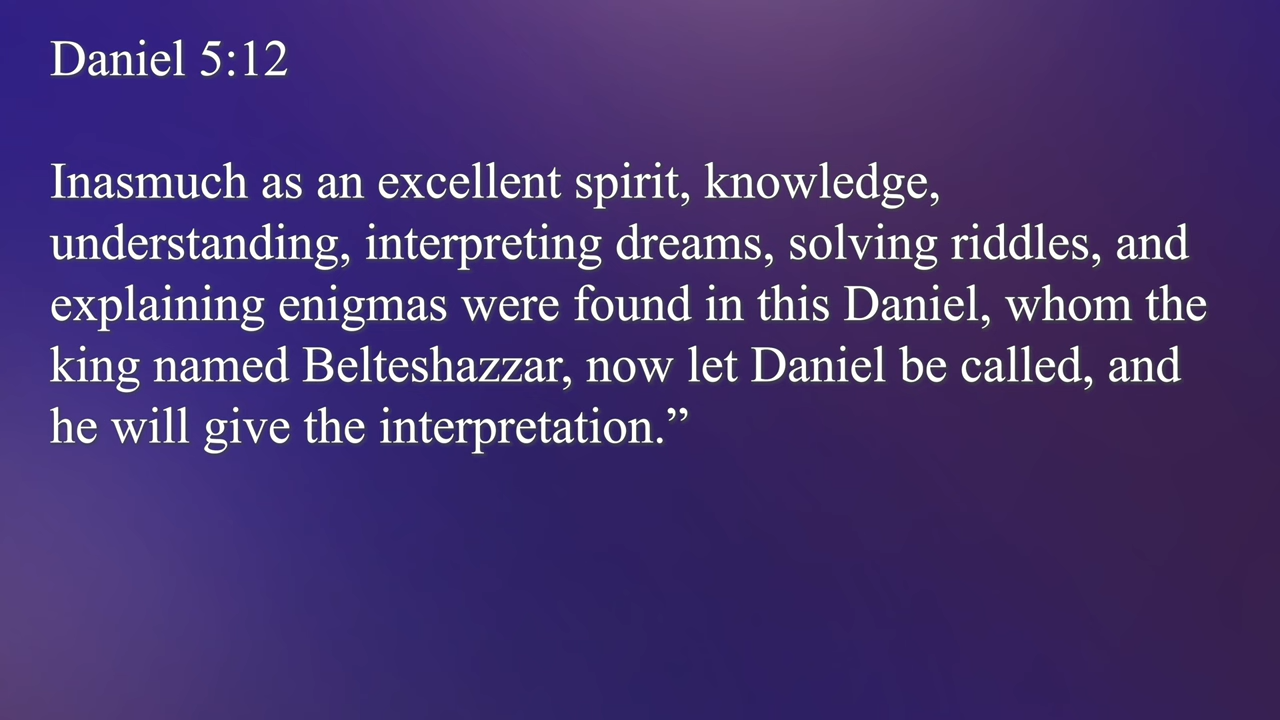 Daniel 5:12
Inasmuch as an excellent spirit, knowledge,
understanding, interpreting dreams, solving riddles, and
explaining enigmas were found in this Daniel, whom the
king named Belteshazzar, now let Daniel be called, and
he will give the interpretation.”